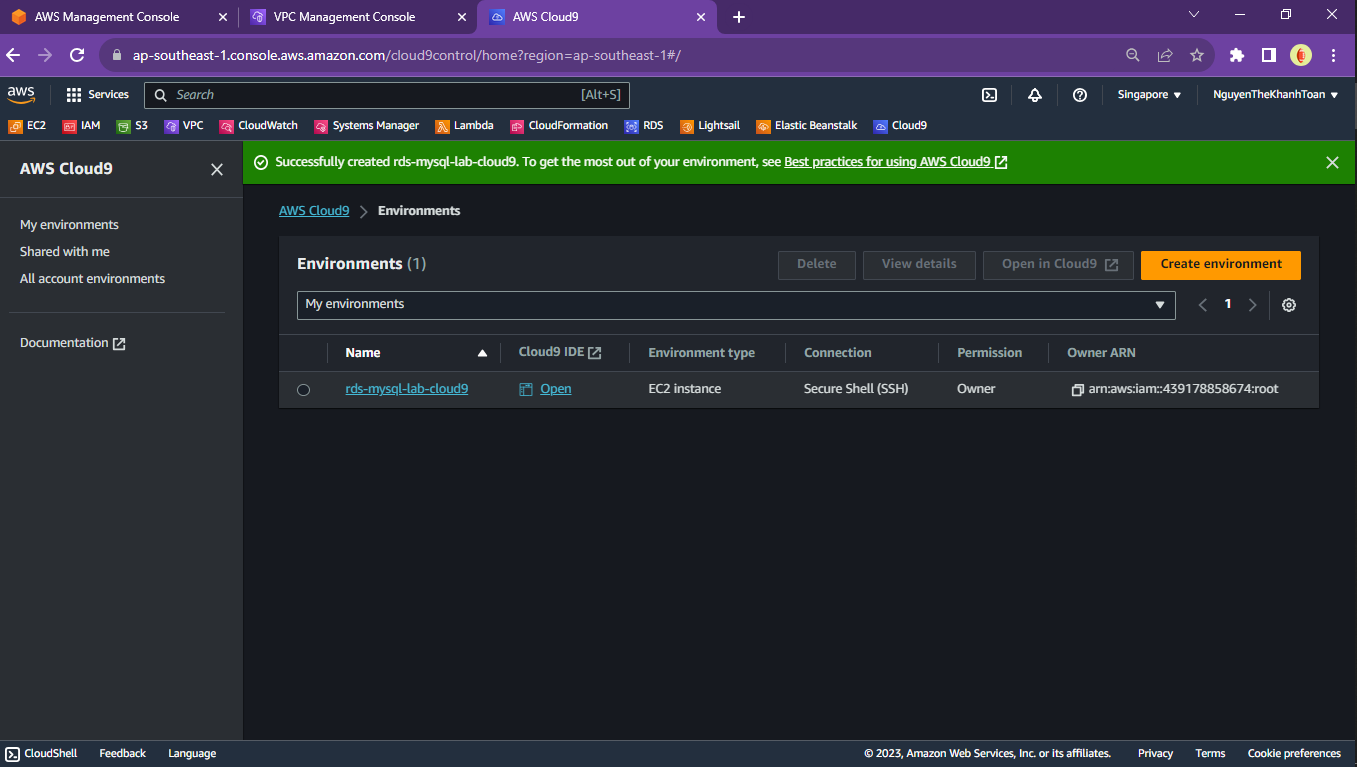 AWS Management Console
VPC Management Console
AWS Cloud9
ap-southeast-1.console.aws.amazon.com/cloud9control/home?region=ap-southeast-1#/
aws
Services
Search
[Alt+S]
Singapore
NguyenTheKhanhToan
EC2
IAM
S3
VPC
CloudWatch
Systems Manager
Lambda
CloudFormation
RDS
Lightsail
Elastic Beanstalk
Cloud9
AWS Cloud9
My environments
Shared with me
All account environments
Documentation
Successfully created rds-mysql-lab-cloud9. To get the most out of your environment, see Best practices for using AWS Cloud9
AWS Cloud9 > Environments
Environments (1)
Delete
View details
Open in Cloud9
Create environment
My environments
1
Name
Cloud9 IDE
Environment type
Connection
Permission
Owner ARN
rds-mysql-lab-cloud9
Open
EC2 instance
Secure Shell (SSH)
Owner
arn:aws:iam::439178858674:root
CloudShell
Feedback
Language
© 2023, Amazon Web Services, Inc. or its affiliates.
Privacy
Terms
Cookie preferences